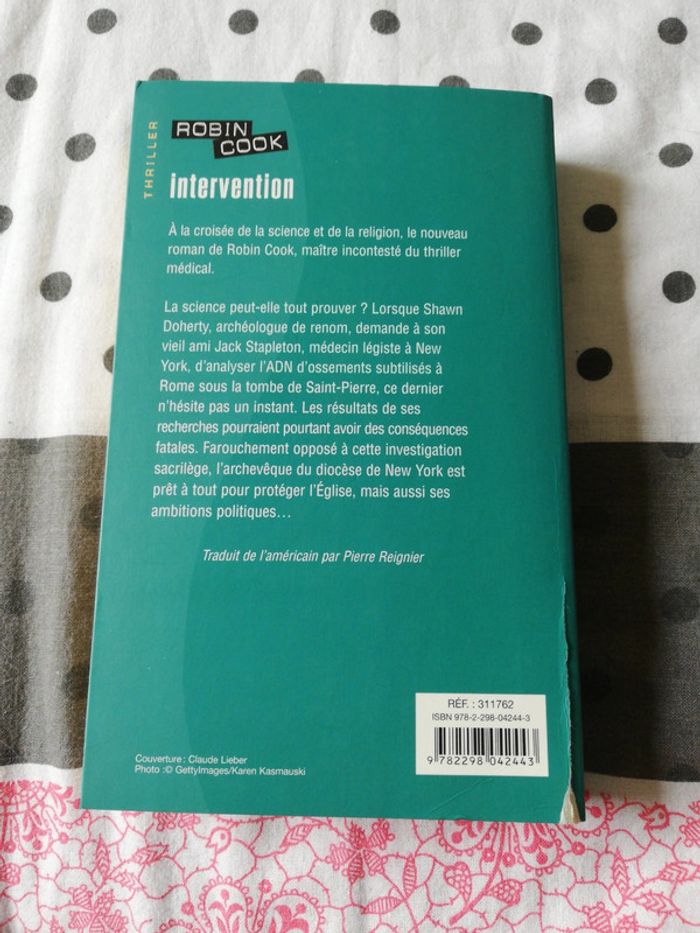 THRILLER
ROBIN
COOK
intervention
À la croisée de la science et de la religion, le nouveau
roman de Robin Cook, maître incontesté du thriller
médical.
La science peut-elle tout prouver ? Lorsque Shawn
Doherty, archéologue de renom, demande à son
vieil ami Jack Stapleton, médecin légiste à New
York, d'analyser l'ADN d'ossements subtilisés à
Rome sous la tombe de Saint-Pierre, ce dernier
n'hésite pas un instant. Les résultats de ses
recherches pourraient pourtant avoir des conséquences
fatales. Farouchement opposé à cette investigation
sacrilège, l'archevêque du diocèse de New York est
prêt à tout pour protéger l'Église, mais aussi ses
ambitions politiques…
Traduit de l'américain par Pierre Reignier
RÉF. : 311762
ISBN 978-2-298-04244-3
9782298042443
Couverture : Claude Lieber
Photo :© GettyImages/Karen Kasmauski